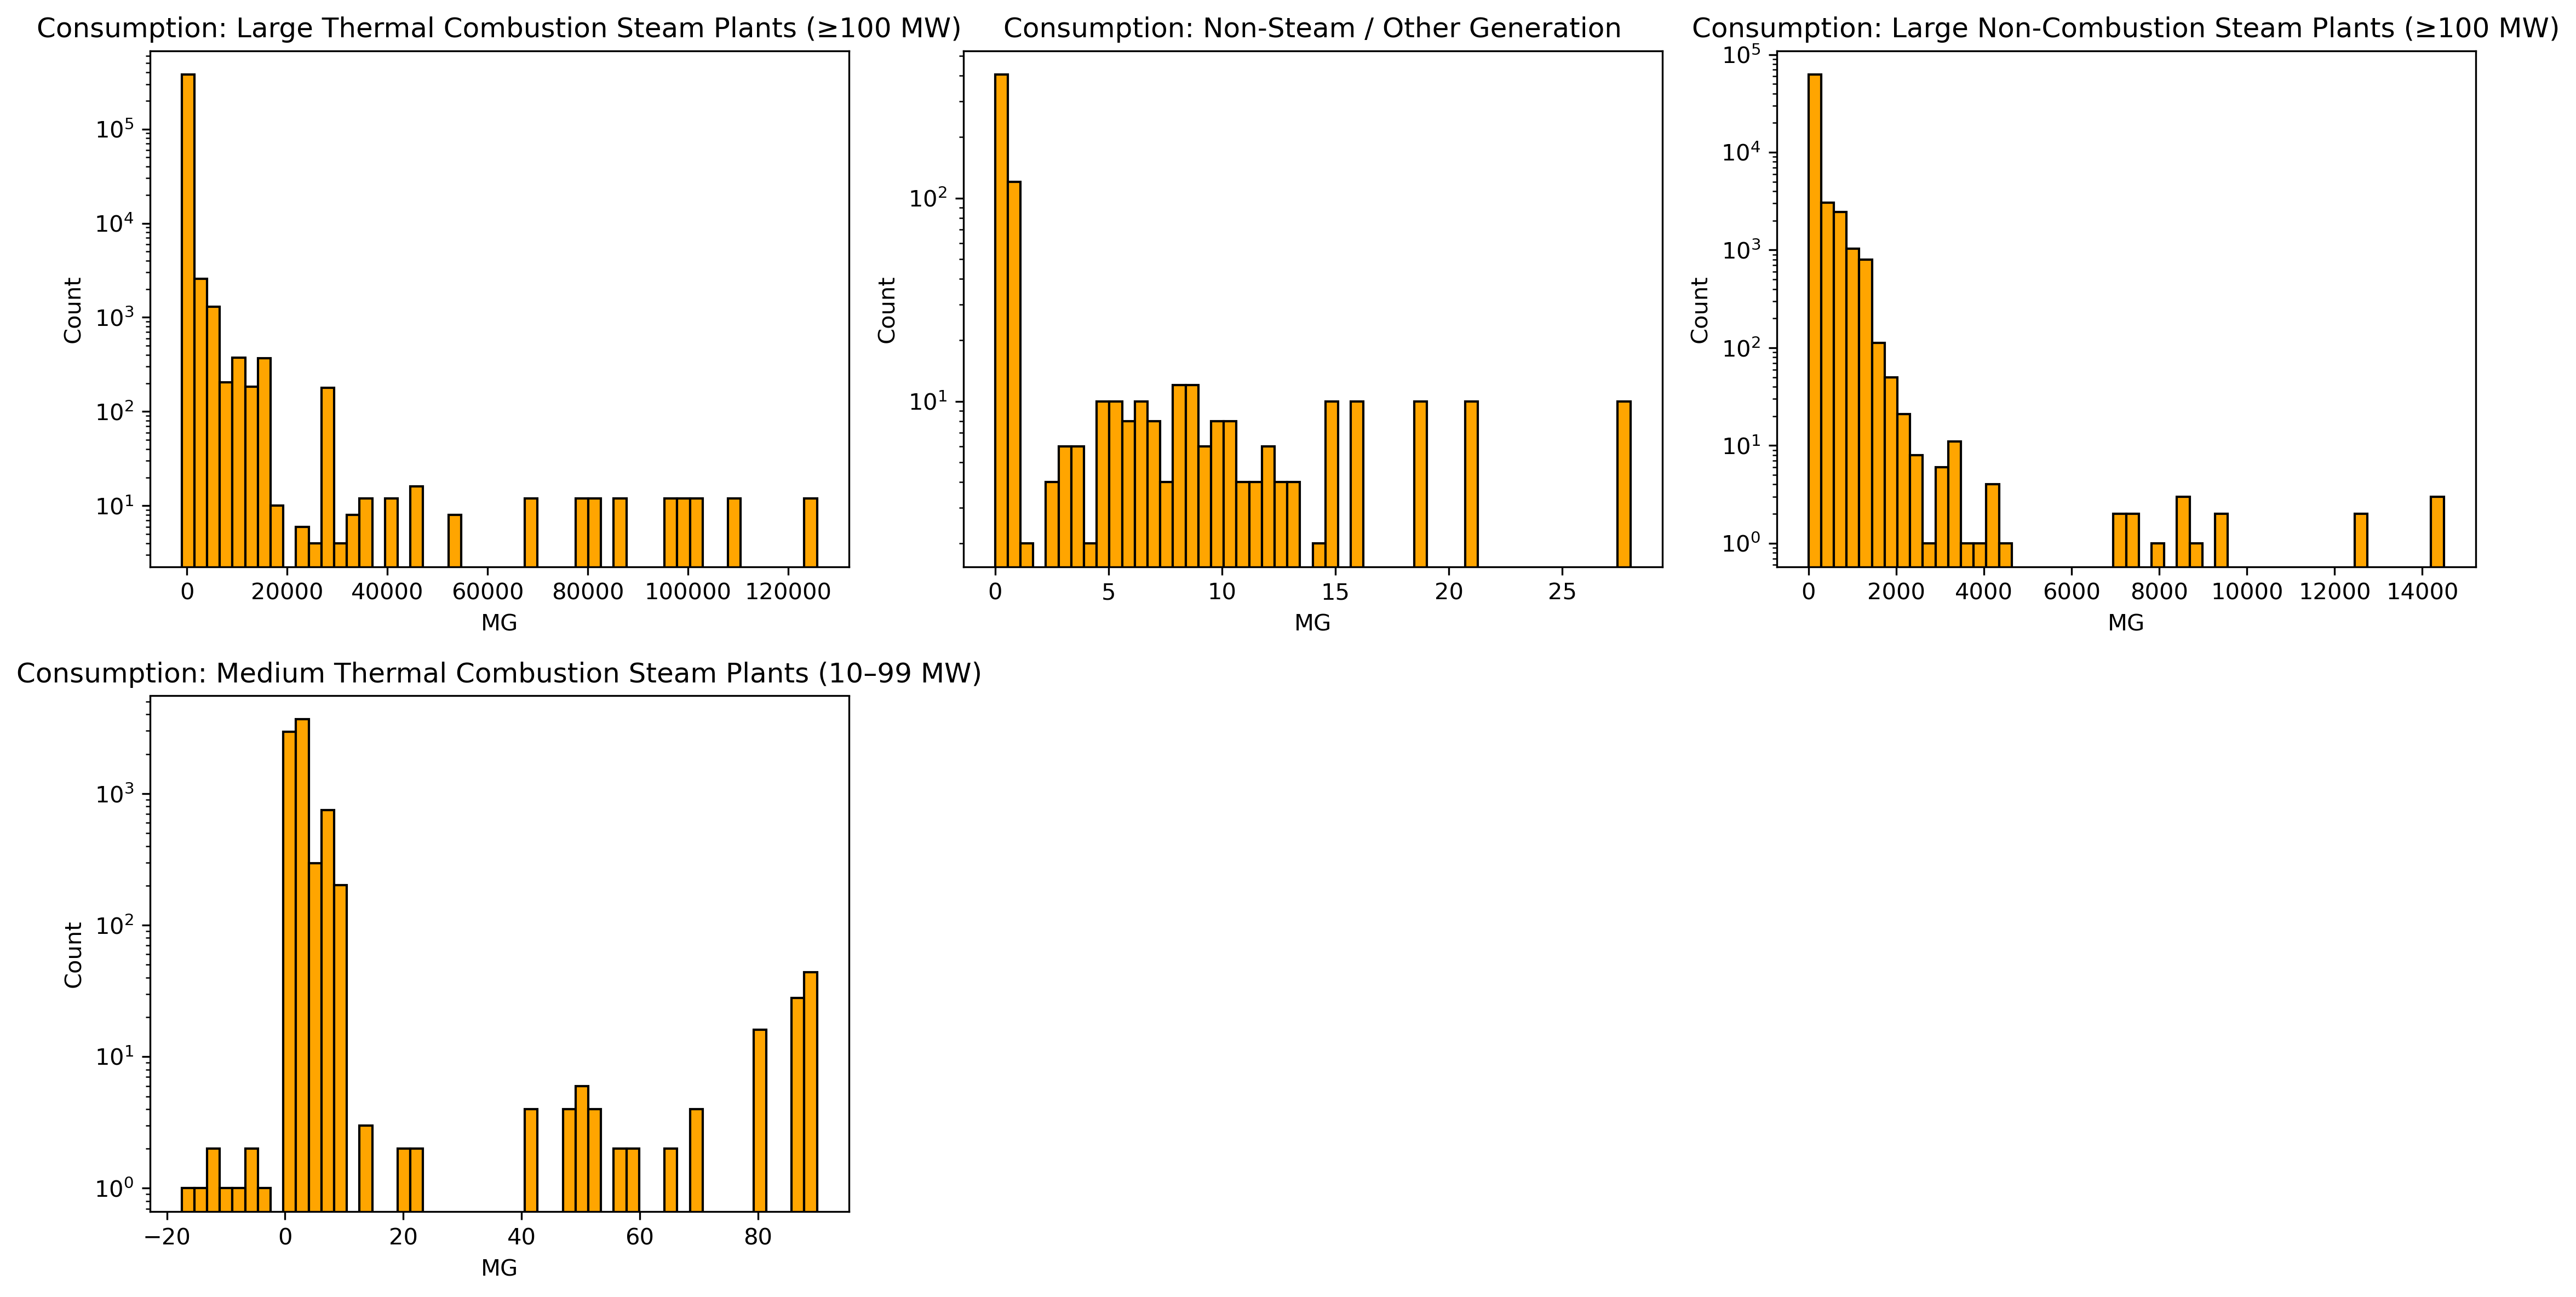 Consumption: Large Thermal Combustion Steam Plants (≥100 MW)
Count
10⁵
10⁴
10³
10²
10¹
0 20000 40000 60000 80000 100000 120000
MG
Consumption: Non-Steam / Other Generation
Count
10²
10¹
0 5 10 15 20 25
MG
Consumption: Large Non-Combustion Steam Plants (≥100 MW)
Count
10⁵
10⁴
10³
10²
10¹
10⁰
0 2000 4000 6000 8000 10000 12000 14000
MG
Consumption: Medium Thermal Combustion Steam Plants (10–99 MW)
Count
10³
10²
10¹
10⁰
−20 0 20 40 60 80
MG